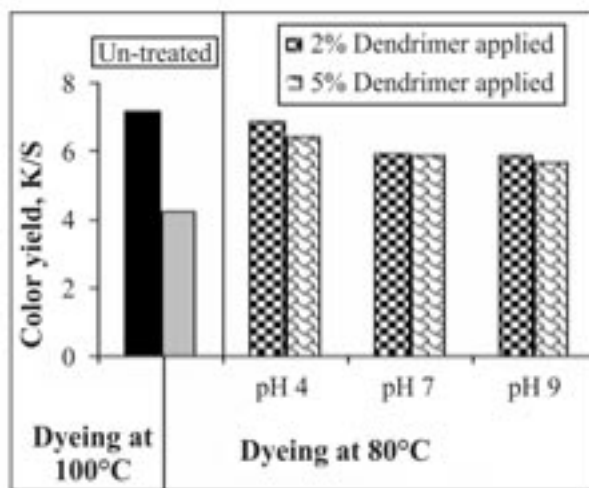 Un-treated
2% Dendrimer applied
5% Dendrimer applied
Color yield, K/S
8
6
4
2
0
pH 4 pH 7 pH 9
Dyeing at
100°C
Dyeing at 80°C